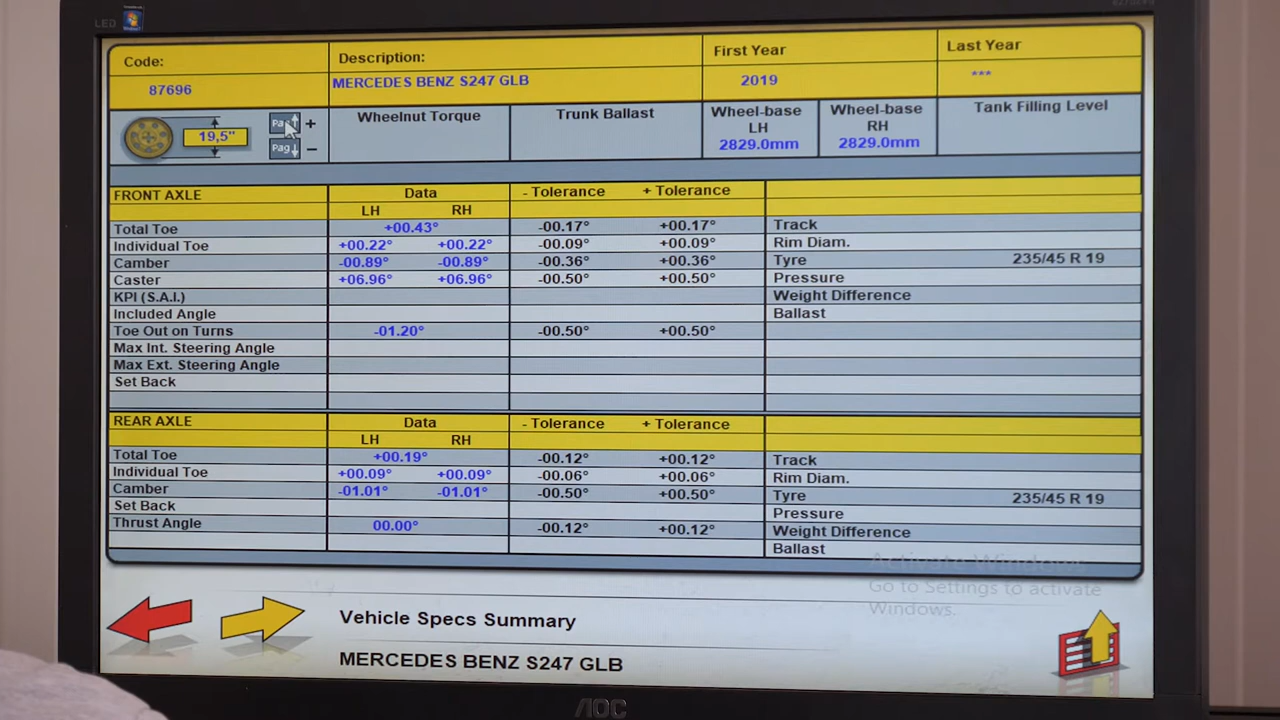 LED
Code: Description: First Year Last Year
87696 MERCEDES BENZ S247 GLB 2019 ***
19,5" Pag + Wheelnut Torque Trunk Ballast Wheel-base LH Wheel-base RH Tank Filling Level
Pag - 2829.0mm 2829.0mm
FRONT AXLE Data - Tolerance + Tolerance
LH RH
Total Toe +00.43° -00.17° +00.17° Track
Individual Toe +00.22° +00.22° -00.09° +00.09° Rim Diam.
Camber -00.89° -00.89° -00.36° +00.36° Tyre 235/45 R 19
Caster +06.96° +06.96° -00.50° +00.50° Pressure
KPI (S.A.I.) Weight Difference
Included Angle Ballast
Toe Out on Turns -01.20° -00.50° +00.50°
Max Int. Steering Angle
Max Ext. Steering Angle
Set Back
REAR AXLE Data - Tolerance + Tolerance
LH RH
Total Toe +00.19° -00.12° +00.12° Track
Individual Toe +00.09° +00.09° -00.06° +00.06° Rim Diam.
Camber -01.01° -01.01° -00.50° +00.50° Tyre 235/45 R 19
Set Back Pressure
Thrust Angle 00.00° -00.12° +00.12° Weight Difference
Ballast
Activate Windows
Go to Settings to activate
Windows.
Vehicle Specs Summary
MERCEDES BENZ S247 GLB
AOC